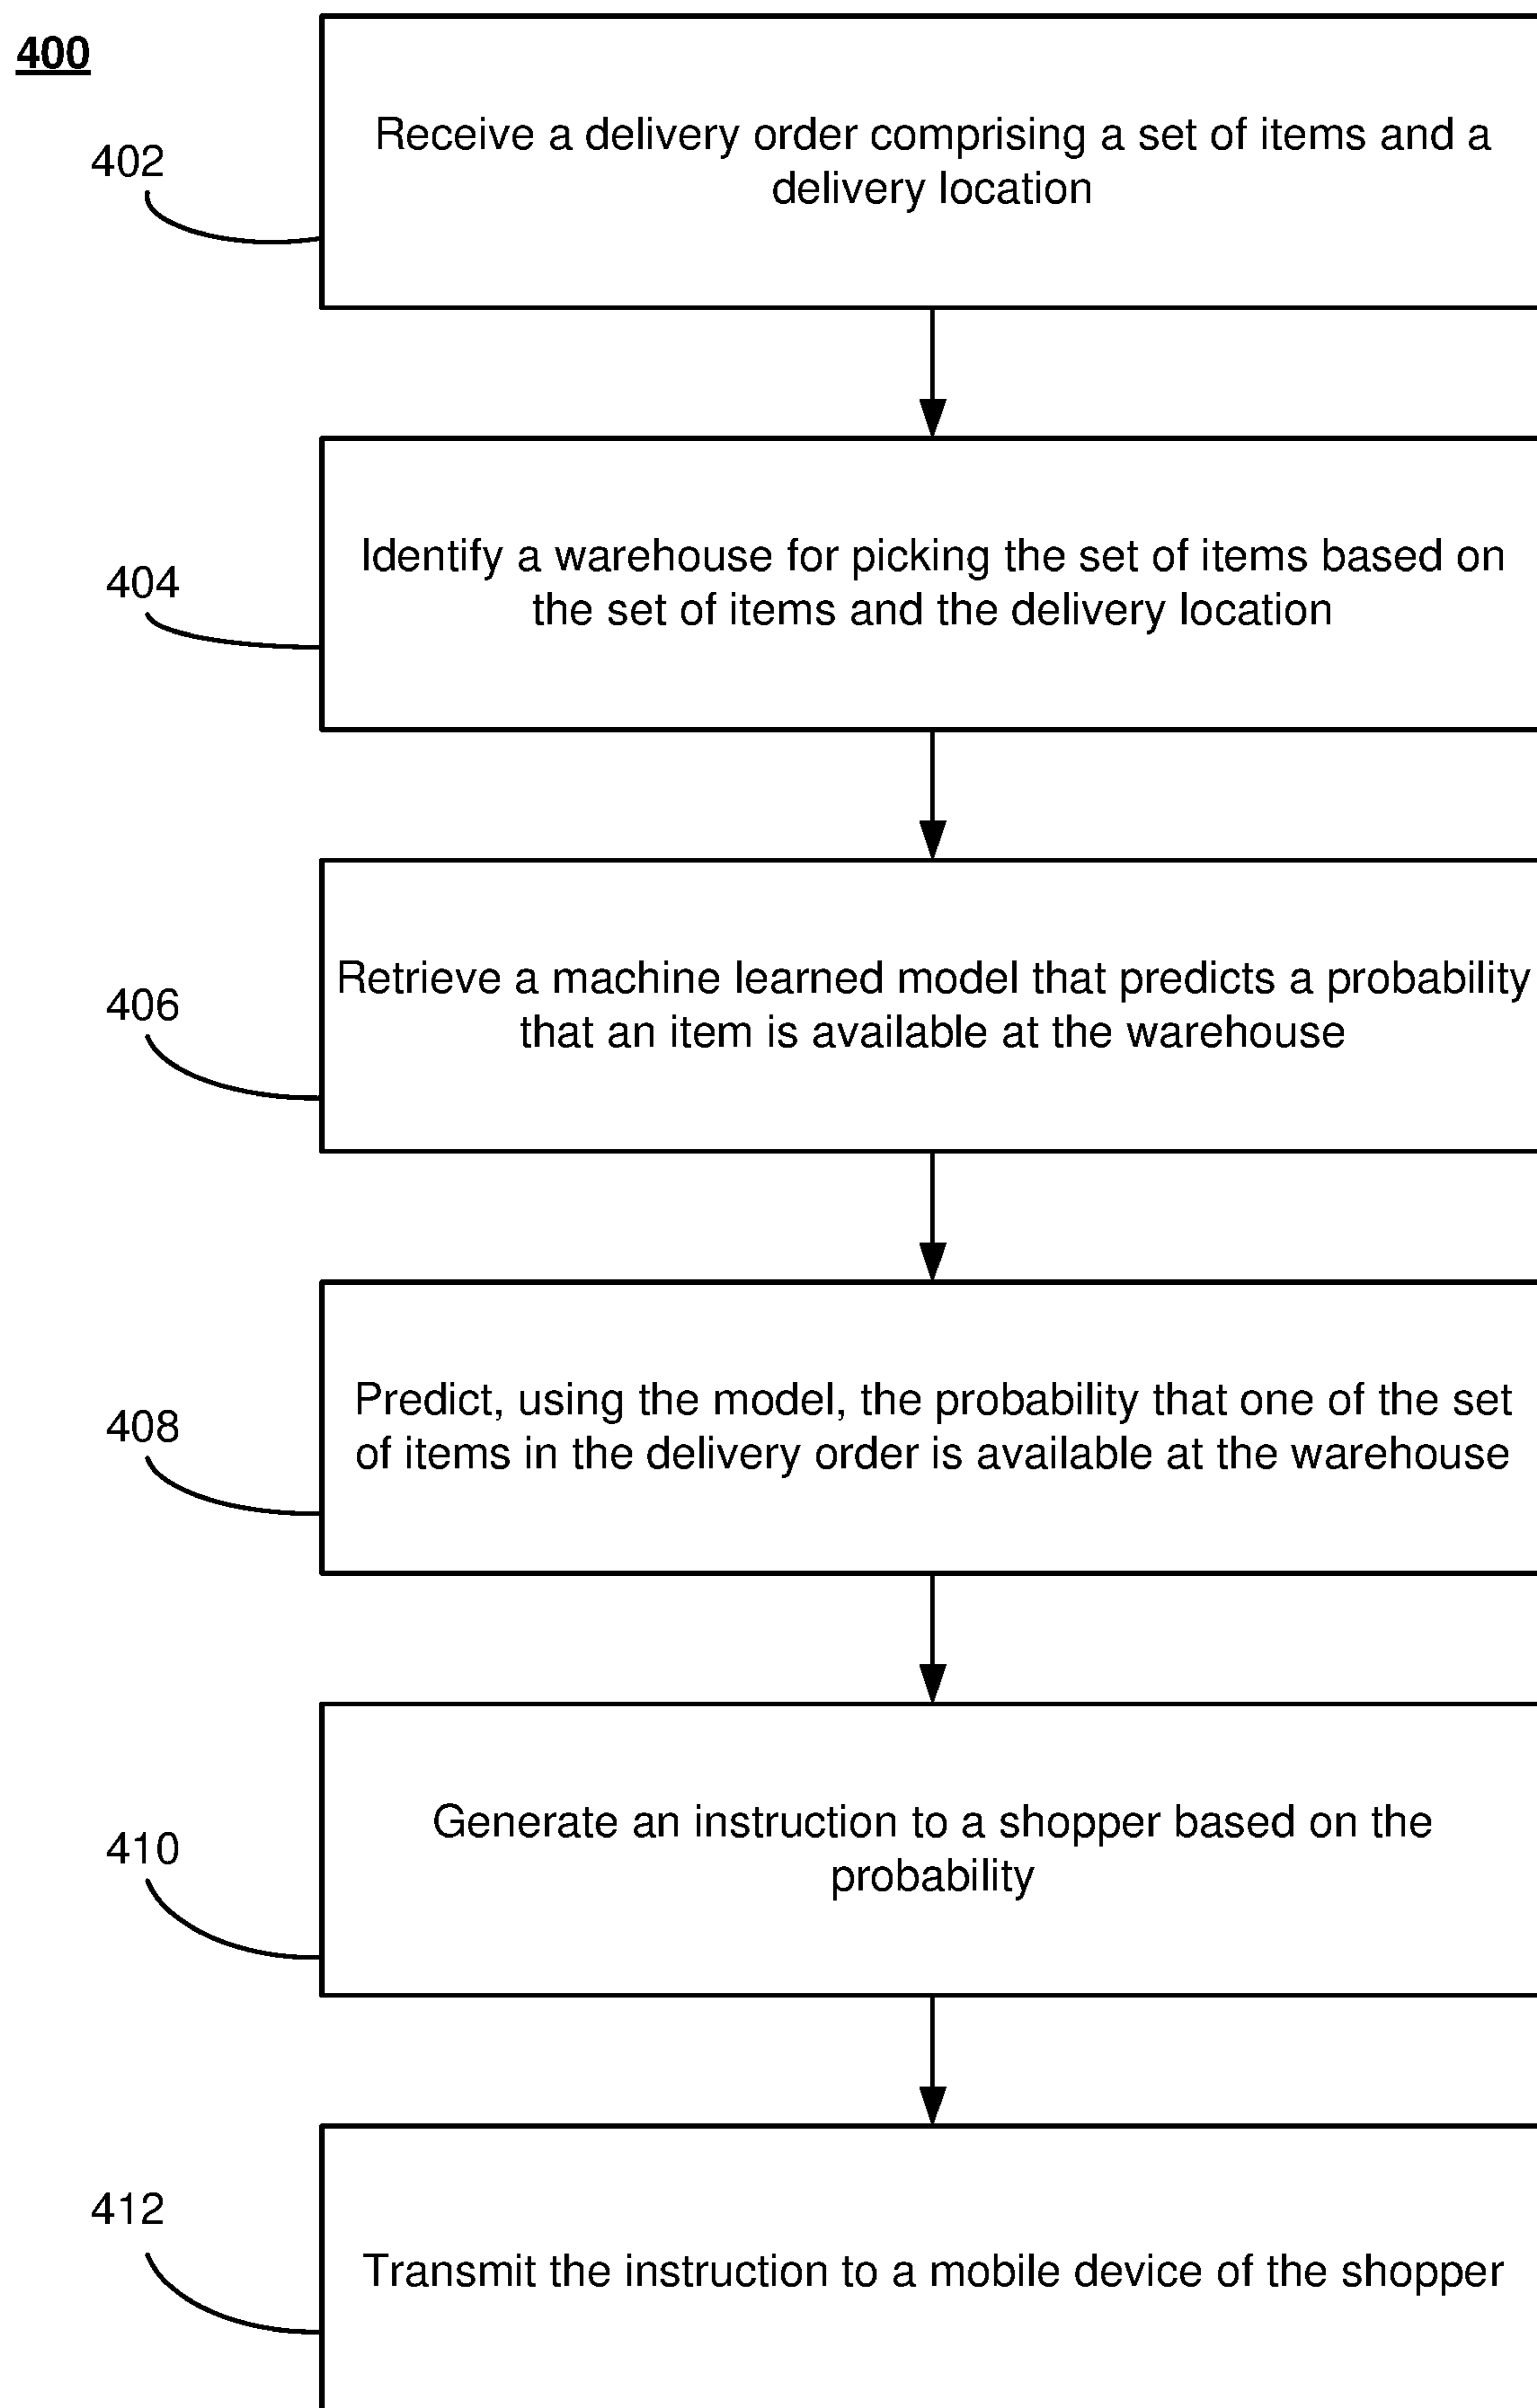 400
402
Receive a delivery order comprising a set of items and a
delivery location
404
Identify a warehouse for picking the set of items based on
the set of items and the delivery location
406
Retrieve a machine learned model that predicts a probability
that an item is available at the warehouse
408
Predict, using the model, the probability that one of the set
of items in the delivery order is available at the warehouse
410
Generate an instruction to a shopper based on the
probability
412
Transmit the instruction to a mobile device of the shopper